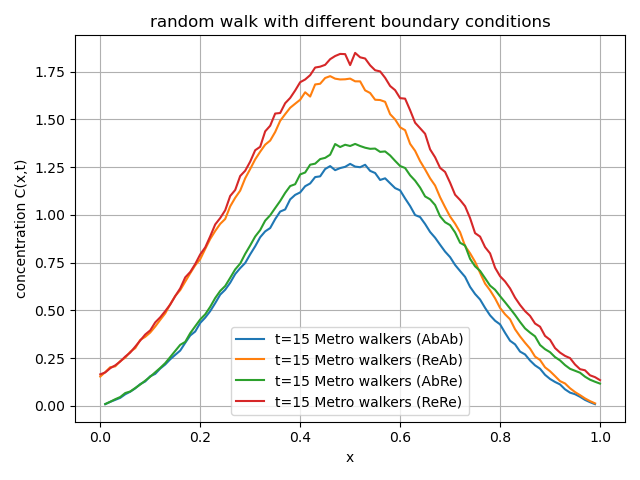 random walk with different boundary conditions
concentration C(x,t)
1.75
1.50
1.25
1.00
0.75
0.50
0.25
0.00
t=15 Metro walkers (AbAb)
t=15 Metro walkers (ReAb)
t=15 Metro walkers (AbRe)
t=15 Metro walkers (ReRe)
0.0 0.2 0.4 0.6 0.8 1.0
x